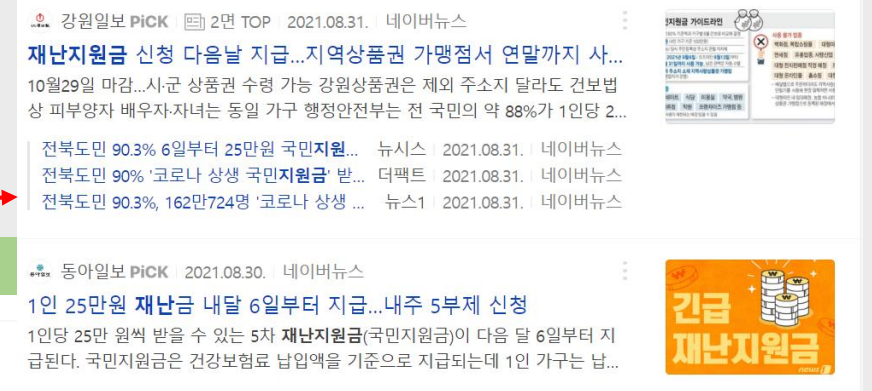 강원일보 PiCK 2면 TOP 2021.08.31. 네이버뉴스
재난지원금 신청 다음날 지급...지역상품권 가맹점서 연말까지 사...
10월29일 마감...시·군 상품권 수령 가능 강원상품권은 제외 주소지 달라도 건보법
상 피부양자 배우자·자녀는 동일 가구 행정안전부는 전 국민의 약 88%가 1인당 2...
전북도민 90.3% 6일부터 25만원 국민지원... 뉴시스 2021.08.31. 네이버뉴스
전북도민 90% '코로나 상생 국민지원금' 받... 더팩트 2021.08.31. 네이버뉴스
전북도민 90.3%, 162만724명 '코로나 상생 ... 뉴스1 2021.08.31. 네이버뉴스
지원금 가이드라인
사용 불가 업종
동아일보 PiCK 2021.08.30. 네이버뉴스
1인 25만원 재난금 내달 6일부터 지급...내주 5부제 신청
1인당 25만 원씩 받을 수 있는 5차 재난지원금(국민지원금)이 다음 달 6일부터 지
급된다. 국민지원금은 건강보험료 납입액을 기준으로 지급되는데 1인 가구는 납...
긴급
재난지원금
news1